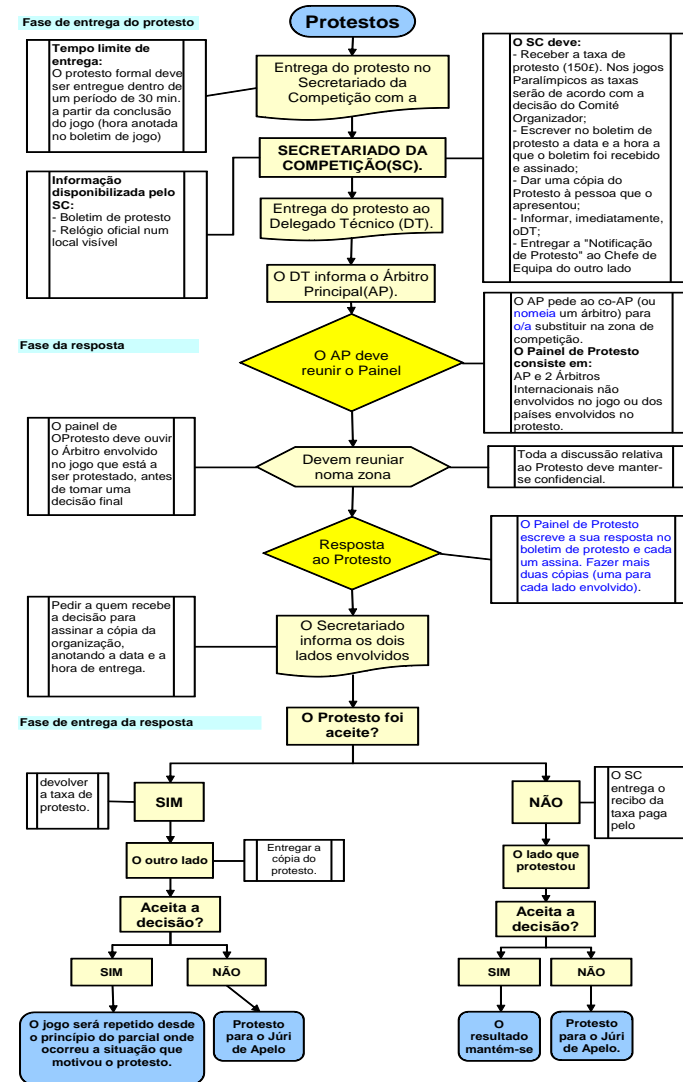 Fase de entrega do protesto
Protestos
Tempo limite de
entrega:
O protesto formal deve
ser entregue dentro de
um período de 30 min.
a partir da conclusão
do jogo (hora anotada
no boletim de jogo)
Entrega do protesto no
Secretariado da
Competição com a
O SC deve:
- Receber a taxa de
protesto (150£). Nos jogos
Paralímpicos as taxas
serão de acordo com a
decisão do Comité
Organizador;
- Escrever no boletim de
protesto a data e a hora a
que o boletim foi recebido
e assinado;
- Dar uma cópia do
Protesto à pessoa que o
apresentou;
- Informar, imediatamente,
oDT;
- Entregar a "Notificação
de Protesto" ao Chefe de
Equipa do outro lado
SECRETARIADO DA
COMPETIÇÃO(SC).
Informação
disponibilizada pelo
SC:
- Boletim de protesto
- Relógio oficial num
local visível
Entrega do protesto ao
Delegado Técnico (DT).
O DT informa o Árbitro
Principal(AP).
Fase da resposta
O AP deve
reunir o Painel
O AP pede ao co-AP (ou
nomeia um árbitro) para
o/a substituir na zona de
competição.
O Painel de Protesto
consiste em:
AP e 2 Árbitros
Internacionais não
envolvidos no jogo ou dos
países envolvidos no
protesto.
O painel de
OProtesto deve ouvir
o Árbitro envolvido
no jogo que está a
ser protestado, antes
de tomar uma
decisão final
Devem reuniar
noma zona
Toda a discussão relativa
ao Protesto deve manter-
se confidencial.
Resposta
ao Protesto
O Painel de Protesto
escreve a sua resposta no
boletim de protesto e cada
um assina. Fazer mais
duas cópias (uma para
cada lado envolvido).
Pedir a quem recebe
a decisão para
assinar a cópia da
organização,
anotando a data e a
hora de entrega.
O Secretariado
informa os dois
lados envolvidos
Fase de entrega da resposta
O Protesto foi
aceite?
devolver
a taxa de
protesto.
SIM
NÃO
O SC
entrega o
recibo da
taxa paga
pelo
O outro lado
Entregar a
cópia do
protesto.
O lado que
protestou
Aceita a
decisão?
Aceita a
decisão?
SIM
NÃO
SIM
NÃO
O jogo será repetido desde
o princípio do parcial onde
ocorreu a situação que
motivou o protesto.
Protesto
para o Júri
de Apelo
O
resultado
mantém-se
Protesto
para o Júri
de Apelo.